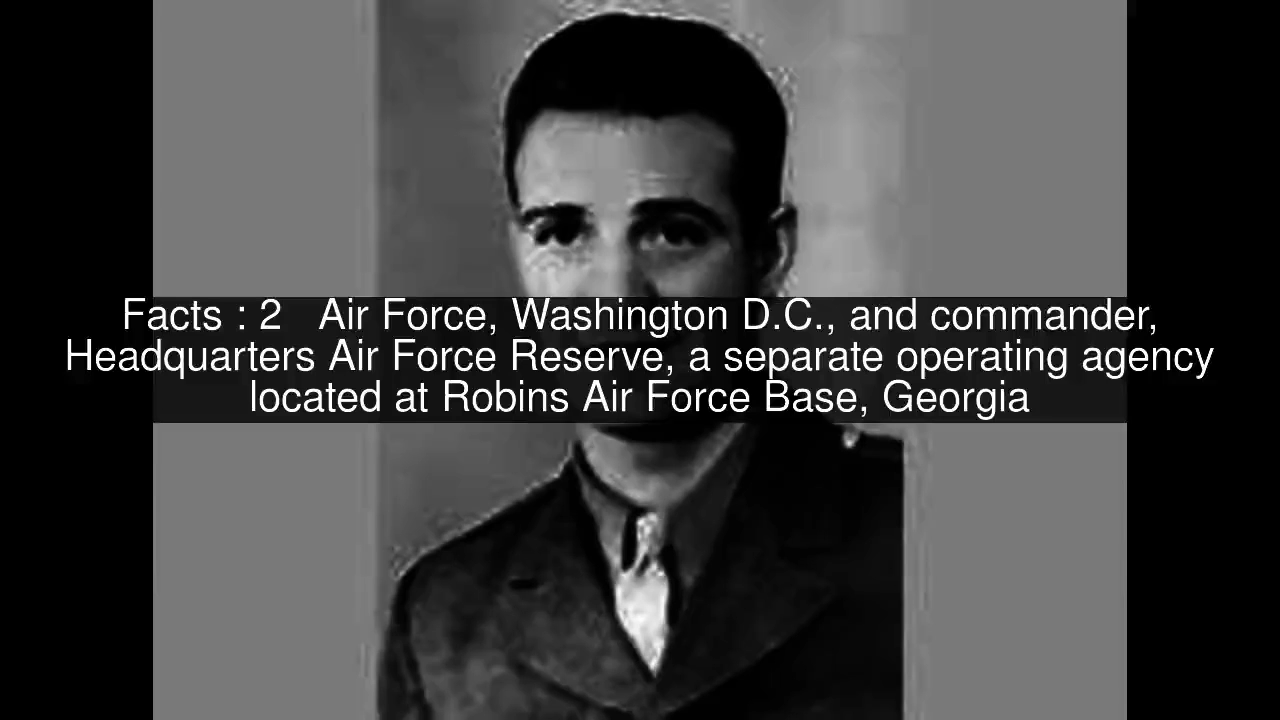 Facts : 2 Air Force, Washington D.C., and commander,
Headquarters Air Force Reserve, a separate operating agency
located at Robins Air Force Base, Georgia